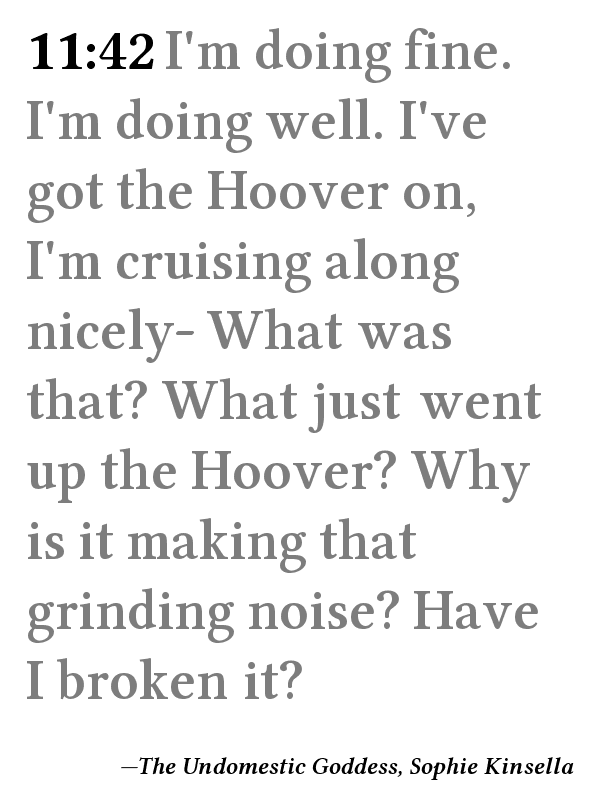 11:42 I'm doing fine.
I'm doing well. I've
got the Hoover on,
I'm cruising along
nicely- What was
that? What just went
up the Hoover? Why
is it making that
grinding noise? Have
I broken it?
—The Undomestic Goddess, Sophie Kinsella